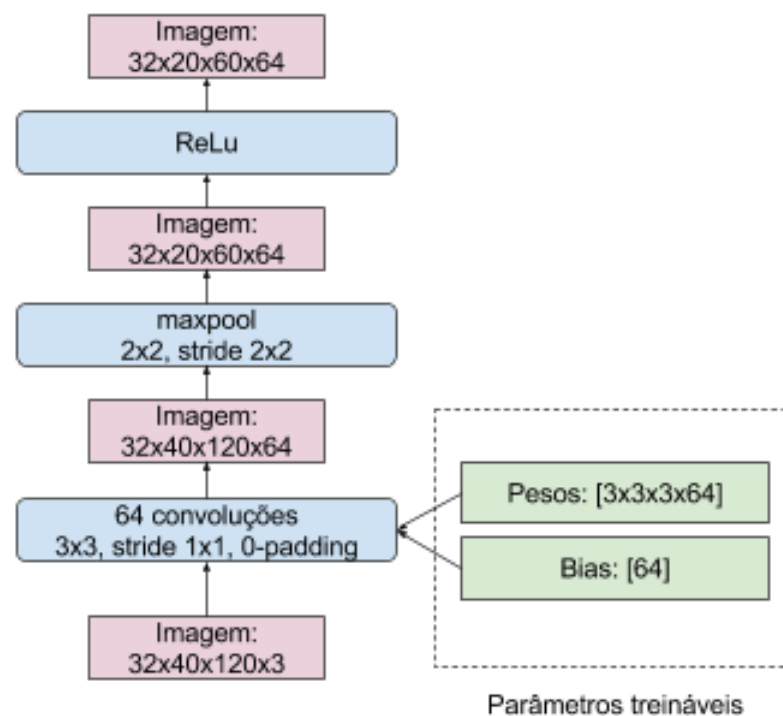 Imagem:
32x20x60x64
ReLu
Imagem:
32x20x60x64
maxpool
2x2, stride 2x2
Imagem:
32x40x120x64
64 convoluções
3x3, stride 1x1, 0-padding
Pesos: [3x3x3x64]
Bias: [64]
Imagem:
32x40x120x3
Parâmetros treináveis